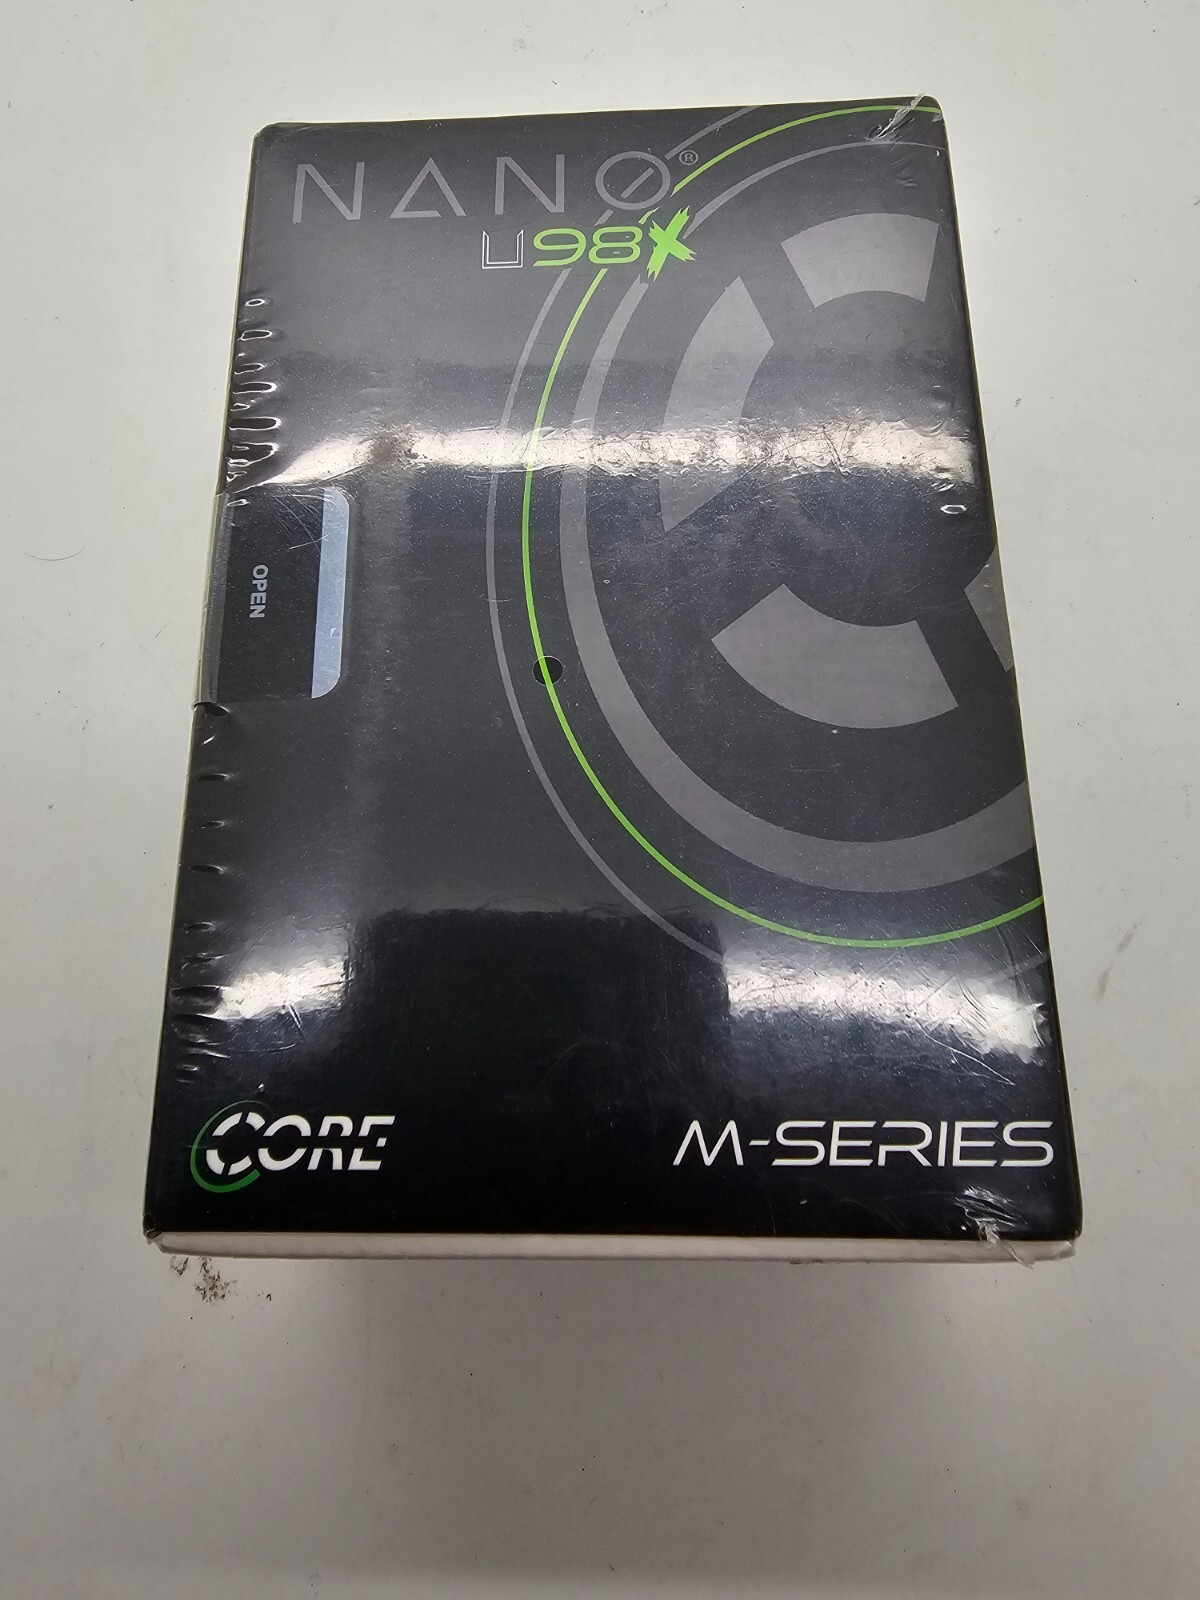 NANO®
U98X
OPEN
CORE
M-SERIES